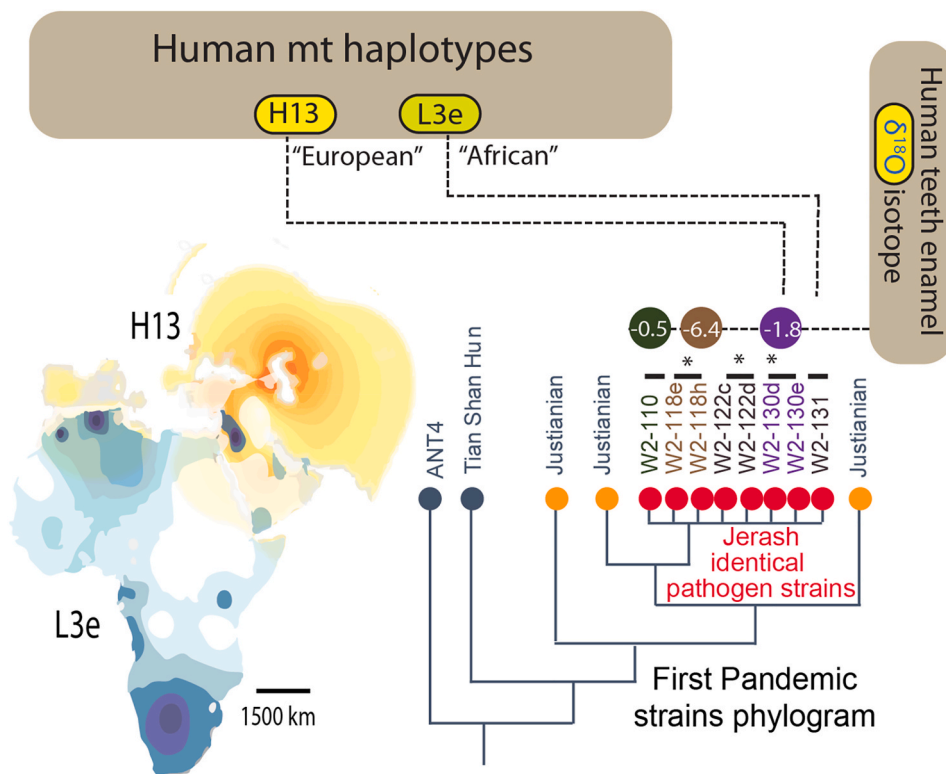 Human mt haplotypes
H13
L3e
"European"
"African"
Human teeth enamel
δ18O isotope
H13
L3e
1500 km
-0.5
-6.4
-1.8
*
*
*
ANT4
Tian Shan Hun
Justianian
Justianian
W2-110
W2-118e
W2-118h
W2-122c
W2-122d
W2-130d
W2-130e
W2-131
Justianian
Jerash
identical
pathogen strains
First Pandemic
strains phylogram